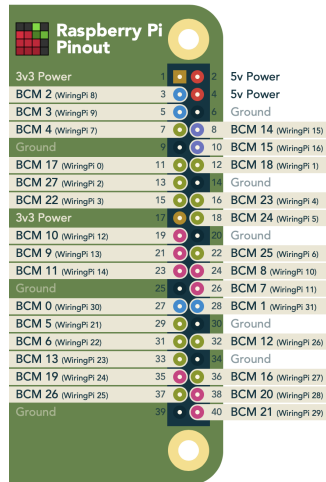 Raspberry Pi
Pinout
3v3 Power 1 2 5v Power
BCM 2 (WiringPi 8) 3 4 5v Power
BCM 3 (WiringPi 9) 5 6 Ground
BCM 4 (WiringPi 7) 7 8 BCM 14 (WiringPi 15)
Ground 9 10 BCM 15 (WiringPi 16)
BCM 17 (WiringPi 0) 11 12 BCM 18 (WiringPi 1)
BCM 27 (WiringPi 2) 13 14 Ground
BCM 22 (WiringPi 3) 15 16 BCM 23 (WiringPi 4)
3v3 Power 17 18 BCM 24 (WiringPi 5)
BCM 10 (WiringPi 12) 19 20 Ground
BCM 9 (WiringPi 13) 21 22 BCM 25 (WiringPi 6)
BCM 11 (WiringPi 14) 23 24 BCM 8 (WiringPi 10)
Ground 25 26 BCM 7 (WiringPi 11)
BCM 0 (WiringPi 30) 27 28 BCM 1 (WiringPi 31)
BCM 5 (WiringPi 21) 29 30 Ground
BCM 6 (WiringPi 22) 31 32 BCM 12 (WiringPi 26)
BCM 13 (WiringPi 23) 33 34 Ground
BCM 19 (WiringPi 24) 35 36 BCM 16 (WiringPi 27)
BCM 26 (WiringPi 25) 37 38 BCM 20 (WiringPi 28)
Ground 39 40 BCM 21 (WiringPi 29)